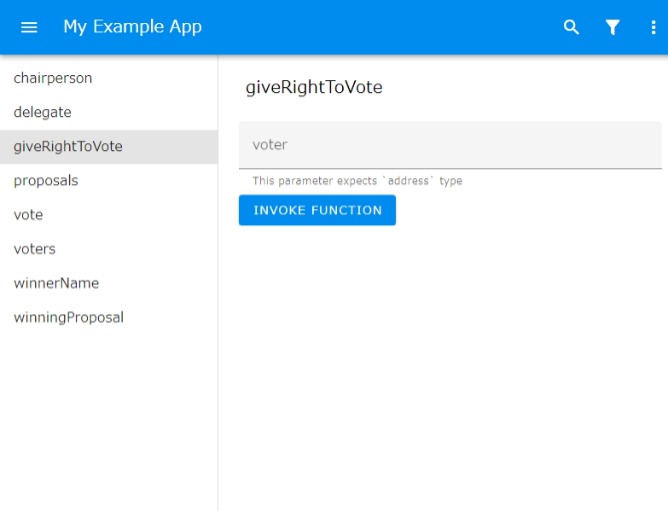 My Example App
chairperson
delegate
giveRightToVote
proposals
vote
voters
winnerName
winningProposal
giveRightToVote
voter
This parameter expects `address` type
INVOKE FUNCTION